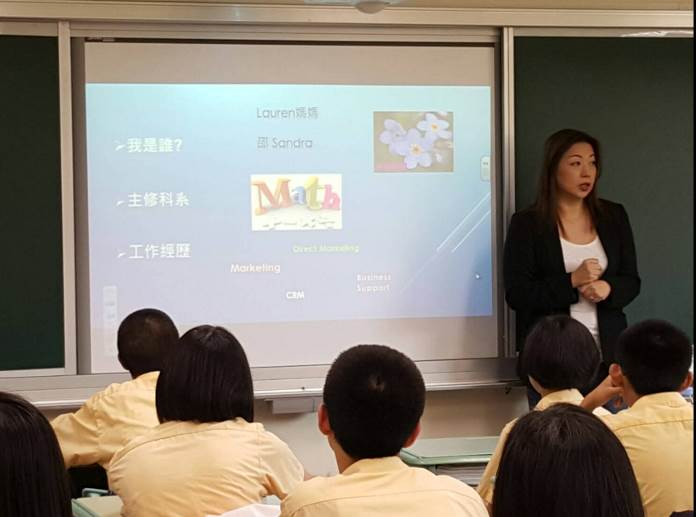 Lauren媽媽
➢我是誰?
邵 Sandra
➢主修科系
Math
➢工作經歷
Direct Marketing
Marketing
Business
Support
CRM